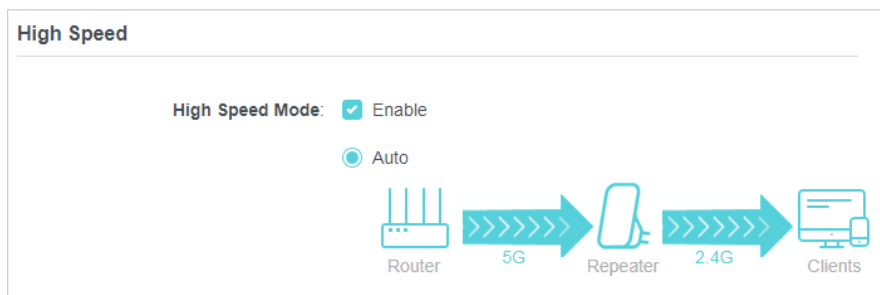 High Speed
High Speed Mode: Enable
Auto
5G 2.4G
Router Repeater Clients